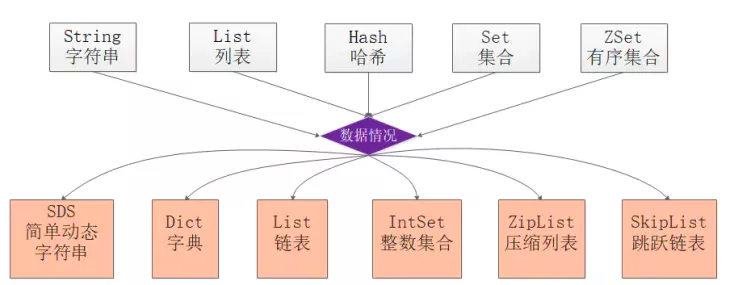 String
字符串
List
列表
Hash
哈希
Set
集合
ZSet
有序集合
数据情况
SDS
简单动态
字符串
Dict
字典
List
链表
IntSet
整数集合
ZipList
压缩列表
SkipList
跳跃链表